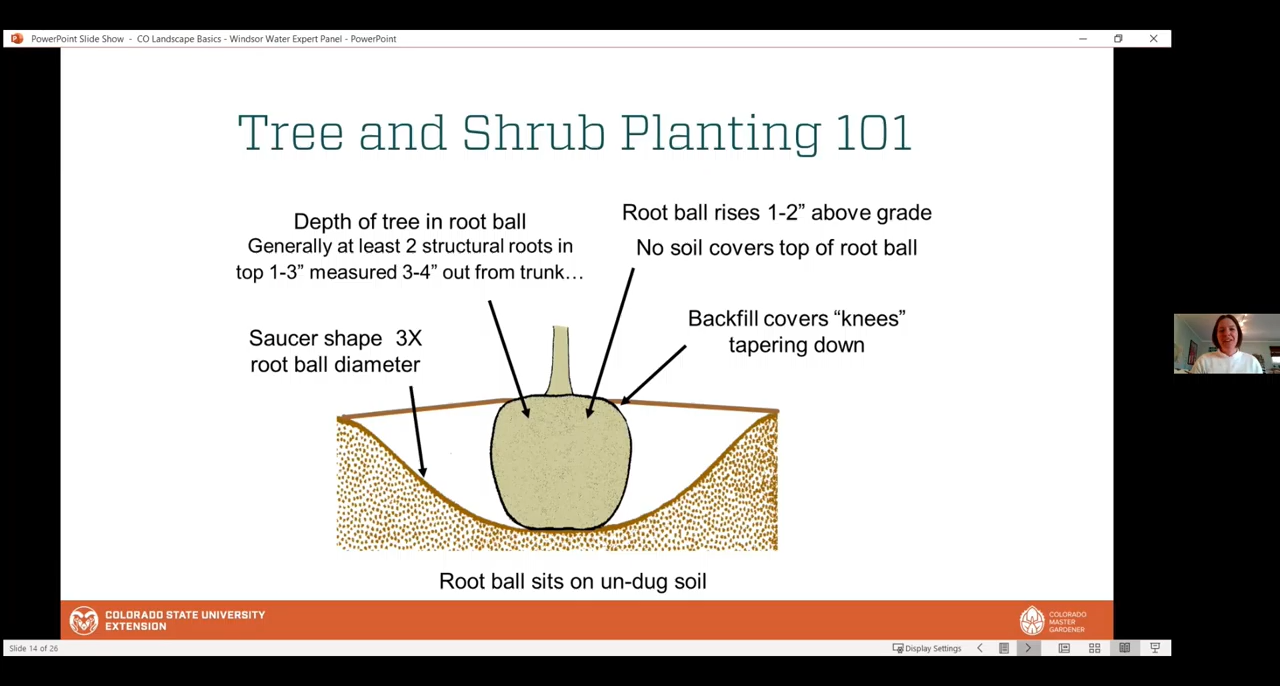 PowerPoint Slide Show - CO Landscape Basics - Windsor Water Expert Panel - PowerPoint
Tree and Shrub Planting 101
Depth of tree in root ball
Generally at least 2 structural roots in
top 1-3” measured 3-4” out from trunk…
Root ball rises 1-2” above grade
No soil covers top of root ball
Saucer shape 3X
root ball diameter
Backfill covers “knees”
tapering down
Root ball sits on un-dug soil
COLORADO STATE UNIVERSITY
EXTENSION
COLORADO
MASTER
GARDENER
Slide 14 of 26
Display Settings